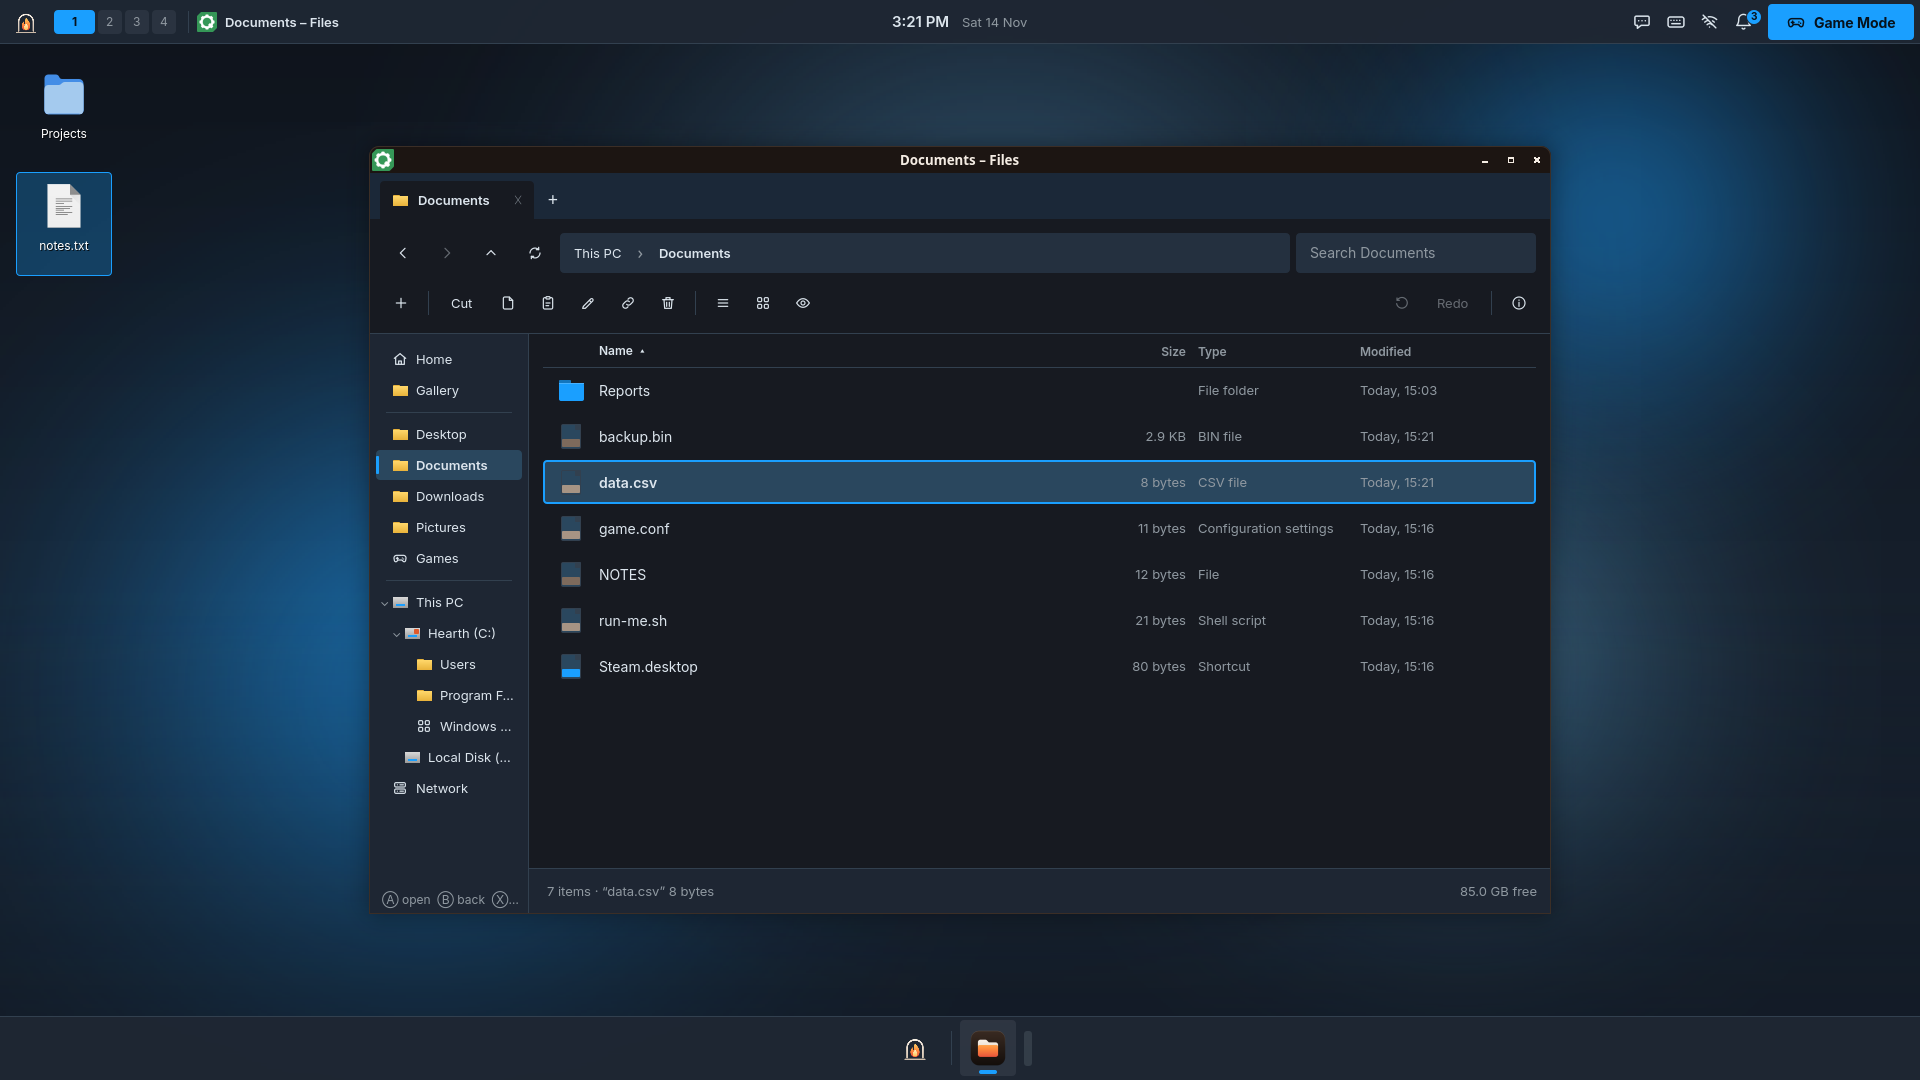 1 2 3 4 Documents – Files 3:21 PM Sat 14 Nov 3 Game Mode
Projects
notes.txt
Documents – Files
Documents X +
This PC › Documents Search Documents
Cut Redo
Home
Gallery
Desktop
Documents
Downloads
Pictures
Games
This PC
Hearth (C:)
Users
Program F...
Windows ...
Local Disk (...
Network
A open B back X...
Name Size Type Modified
Reports File folder Today, 15:03
backup.bin 2.9 KB BIN file Today, 15:21
data.csv 8 bytes CSV file Today, 15:21
game.conf 11 bytes Configuration settings Today, 15:16
NOTES 12 bytes File Today, 15:16
run-me.sh 21 bytes Shell script Today, 15:16
Steam.desktop 80 bytes Shortcut Today, 15:16
7 items · “data.csv” 8 bytes 85.0 GB free